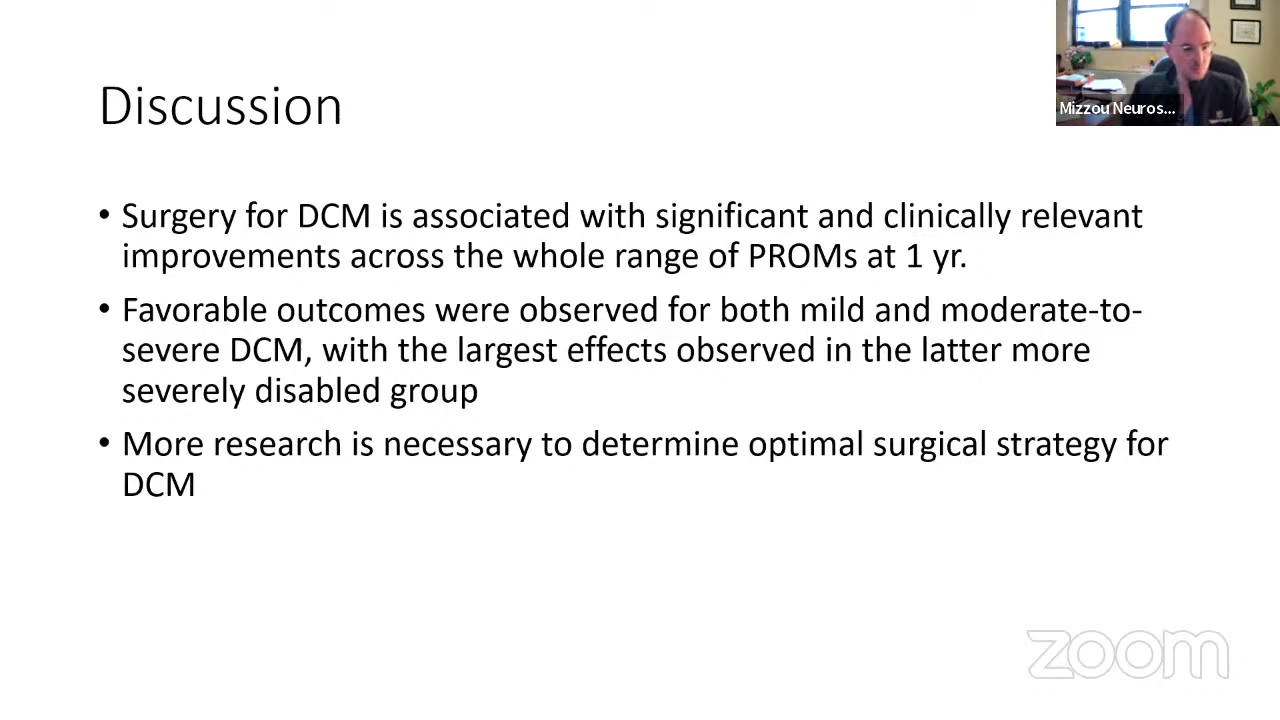 Discussion
Mizzou Neuros...
• Surgery for DCM is associated with significant and clinically relevant
improvements across the whole range of PROMs at 1 yr.
• Favorable outcomes were observed for both mild and moderate-to-
severe DCM, with the largest effects observed in the latter more
severely disabled group
• More research is necessary to determine optimal surgical strategy for
DCM
zoom